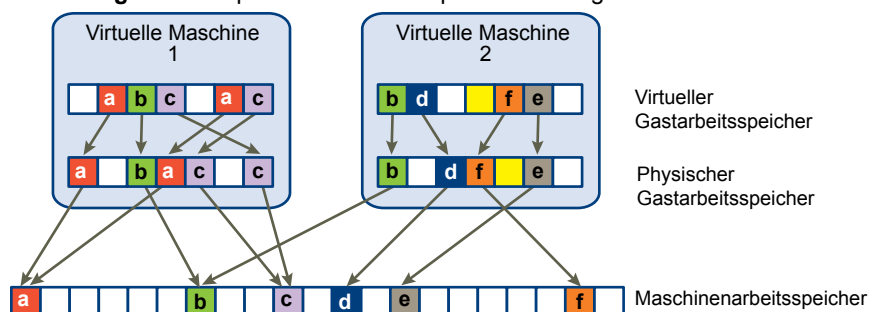 Virtuelle Maschine
1
Virtuelle Maschine
2
a b c a c
b d f e
Virtueller
Gastarbeitsspeicher
a b a c c
b d f e
Physischer
Gastarbeitsspeicher
a b c d e f
Maschinenarbeitsspeicher